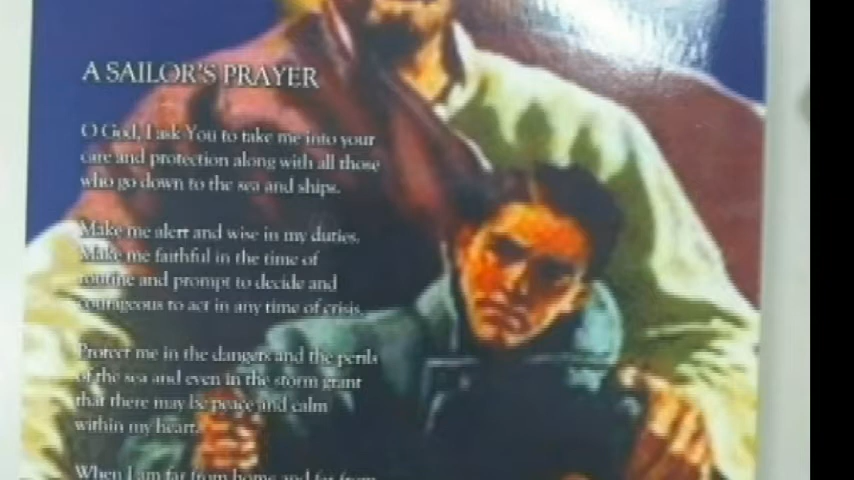 A SAILOR'S PRAYER
O God, I ask You to take me into your
care and protection along with all those
who go down to the sea and ships.
Make me alert and wise in my duties.
Make me faithful in the time of
routine and prompt to decide and
courageous to act in any time of crisis.
Protect me in the dangers and the perils
of the sea and even in the storm grant
that there may be peace and calm
within my heart.
When I am far from home and far from